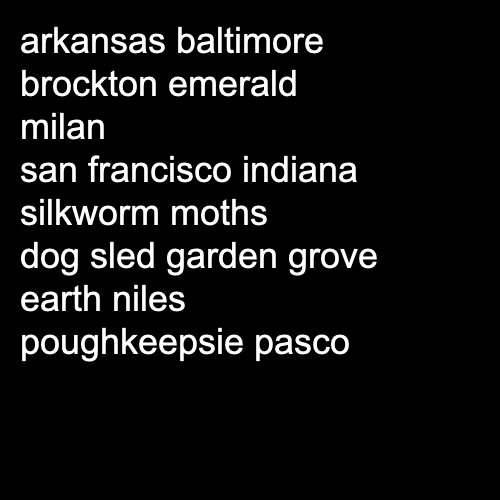 arkansas baltimore
brockton emerald
milan
san francisco indiana
silkworm moths
dog sled garden grove
earth niles
poughkeepsie pasco